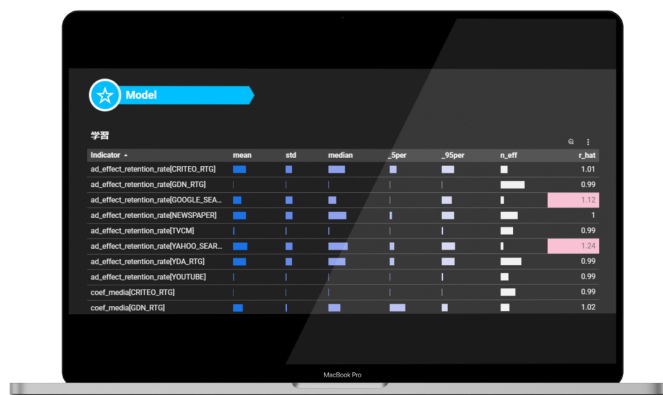 Model
学習
Indicator mean std median _5per _95per n_eff r_hat
ad_effect_retention_rate[CRITEO_RTG] 1.01
ad_effect_retention_rate[GDN_RTG] 0.99
ad_effect_retention_rate[GOOGLE_SEA... 1.12
ad_effect_retention_rate[NEWSPAPER] 1
ad_effect_retention_rate[TVCM] 0.99
ad_effect_retention_rate[YAHOO_SEAR... 1.24
ad_effect_retention_rate[YDA_RTG] 0.99
ad_effect_retention_rate[YOUTUBE] 0.99
coef_media[CRITEO_RTG] 0.99
coef_media[GDN_RTG] 1.02
MacBook Pro